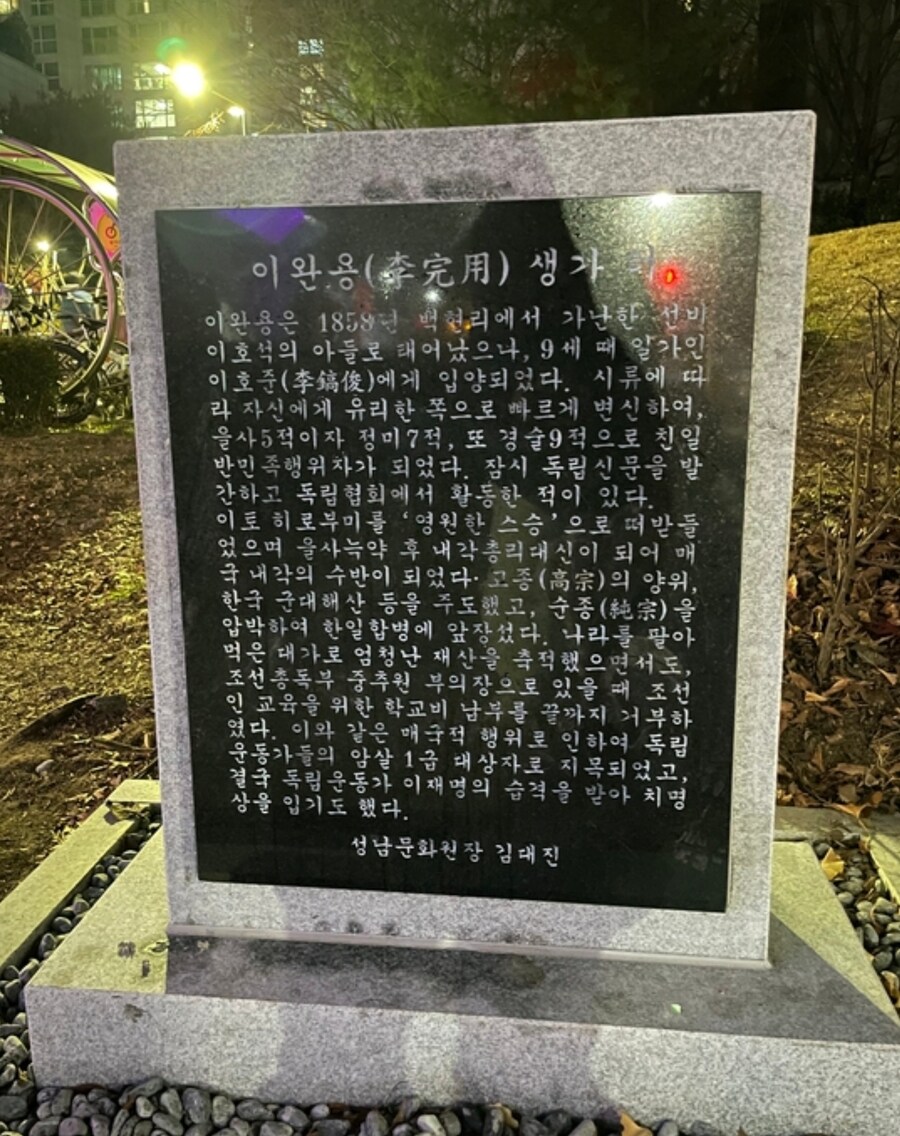 이완용(李完用) 생가 비
이완용은 1858년 백현리에서 가난한 선비
이호석의 아들로 태어났으나, 9세 때 일가인
이호준(李鎬俊)에게 입양되었다. 시류에 따
라 자신에게 유리한 쪽으로 빠르게 변신하여,
을사5적이자 정미7적, 또 경술9적으로 친일
반민족행위자가 되었다. 잠시 독립신문을 발
간하고 독립협회에서 활동한 적이 있다.
이토 히로부미를 ‘영원한 스승’으로 떠받들
었으며 을사늑약 후 내각총리대신이 되어 매
국내각의 수반이 되었다. 고종(高宗)의 양위,
한국 군대해산 등을 주도했고, 순종(純宗)을
압박하여 한일합병에 앞장섰다. 나라를 팔아
먹은 대가로 엄청난 재산을 축적했으면서도,
조선총독부 중추원 부의장으로 있을 때 조선
인 교육을 위한 학교비 납부를 끝까지 거부하
였다. 이와 같은 매국적 행위로 인하여 독립
운동가들의 암살 1급 대상자로 지목되었고,
결국 독립운동가 이재명의 습격을 받아 치명
상을 입기도 했다.
성남문화원장 김대진